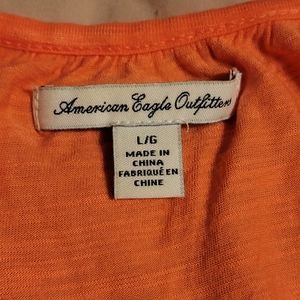 American Eagle Outfitters
L/G
MADE IN
CHINA
FABRIQUÉ EN
CHINE